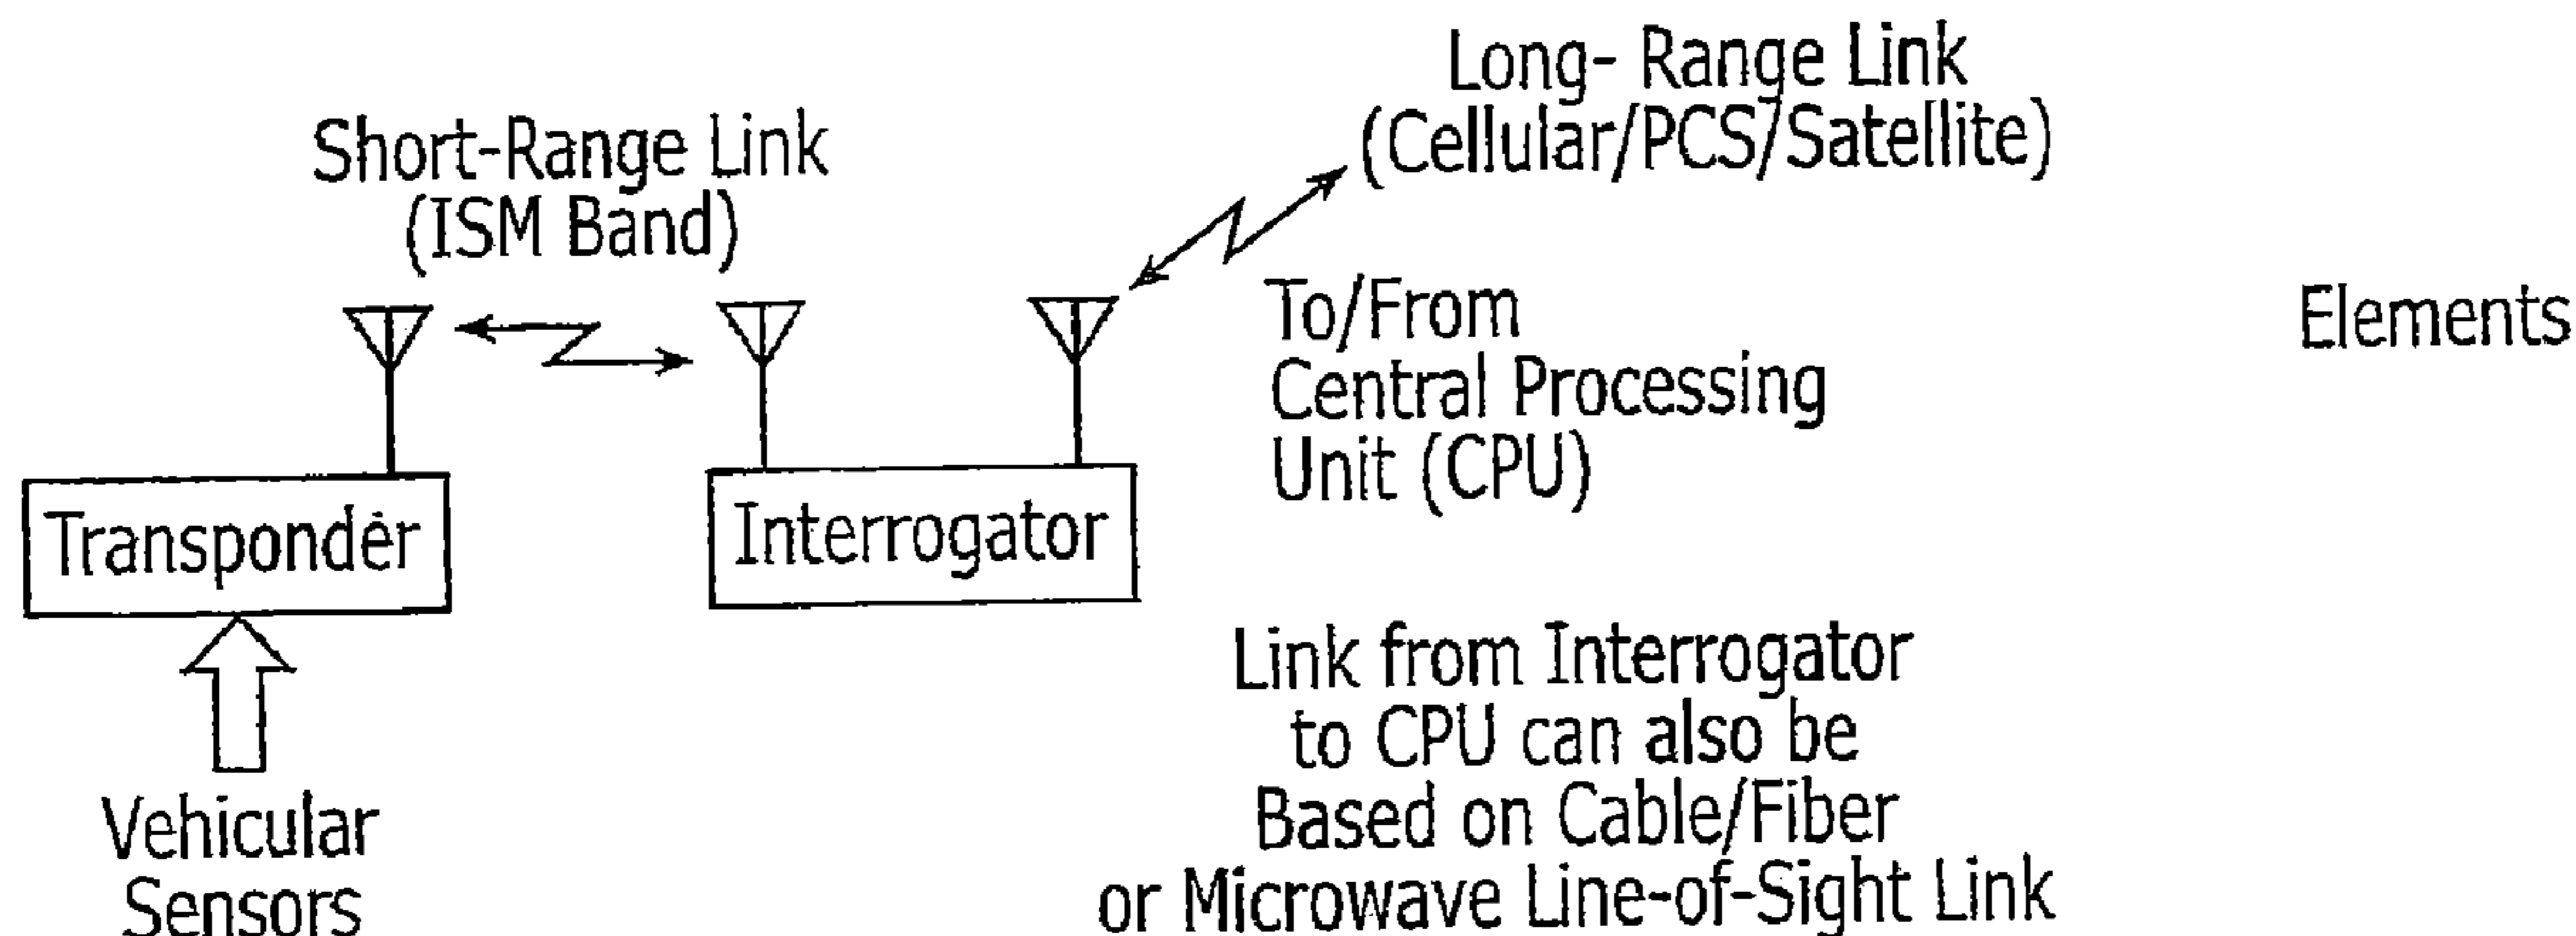 Long- Range Link
(Cellular/PCS/Satellite)
Short-Range Link
(ISM Band)
To/From
Central Processing
Unit (CPU)
Elements
Transponder
Interrogator
Link from Interrogator
to CPU can also be
Based on Cable/Fiber
or Microwave Line-of-Sight Link
Vehicular
Sensors